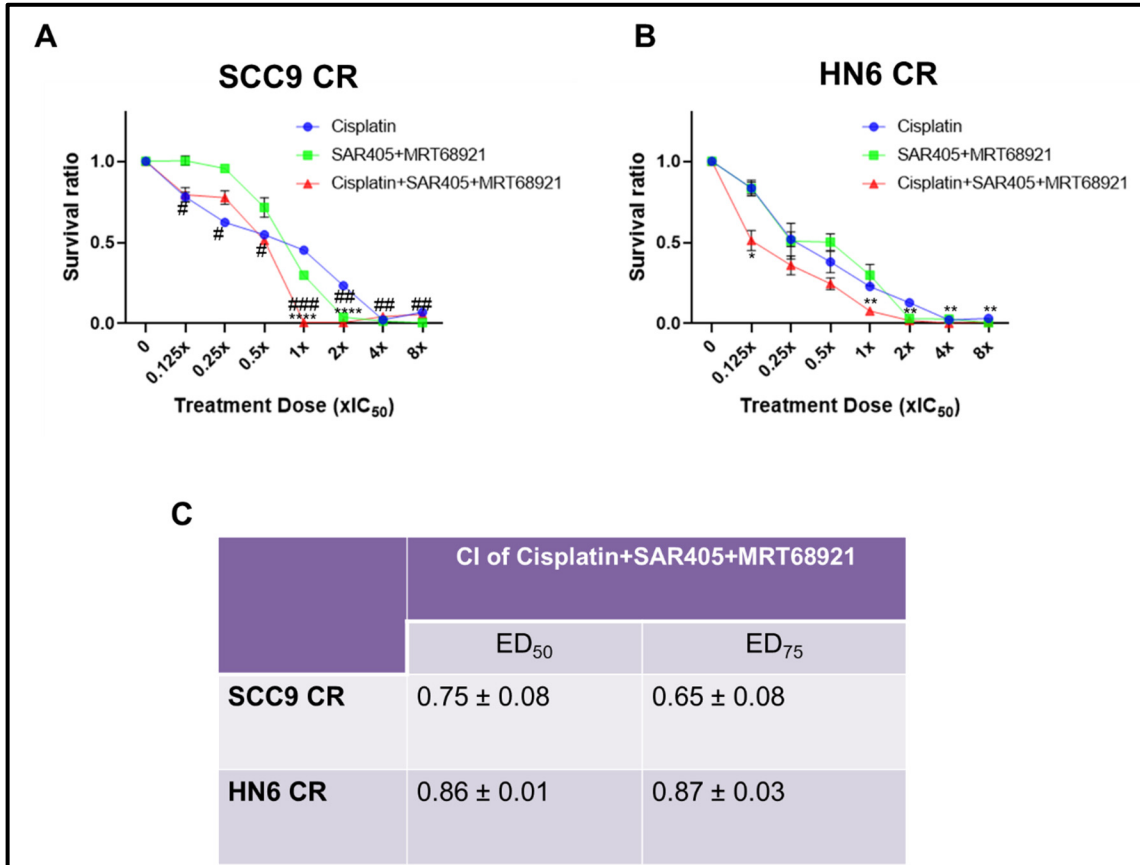 A
SCC9 CR
Cisplatin
SAR405+MRT68921
Cisplatin+SAR405+MRT68921
Survival ratio
1.0
0.5
0.0
#
#
#
###
****
##
****
##
##
0
0.125x
0.25x
0.5x
1x
2x
4x
8x
Treatment Dose (xIC₅₀)
B
HN6 CR
Cisplatin
SAR405+MRT68921
Cisplatin+SAR405+MRT68921
Survival ratio
1.0
0.5
0.0
*
**
**
**
**
0
0.125x
0.25x
0.5x
1x
2x
4x
8x
Treatment Dose (xIC₅₀)
C
CI of Cisplatin+SAR405+MRT68921
ED₅₀ ED₇₅
SCC9 CR 0.75 ± 0.08 0.65 ± 0.08
HN6 CR 0.86 ± 0.01 0.87 ± 0.03